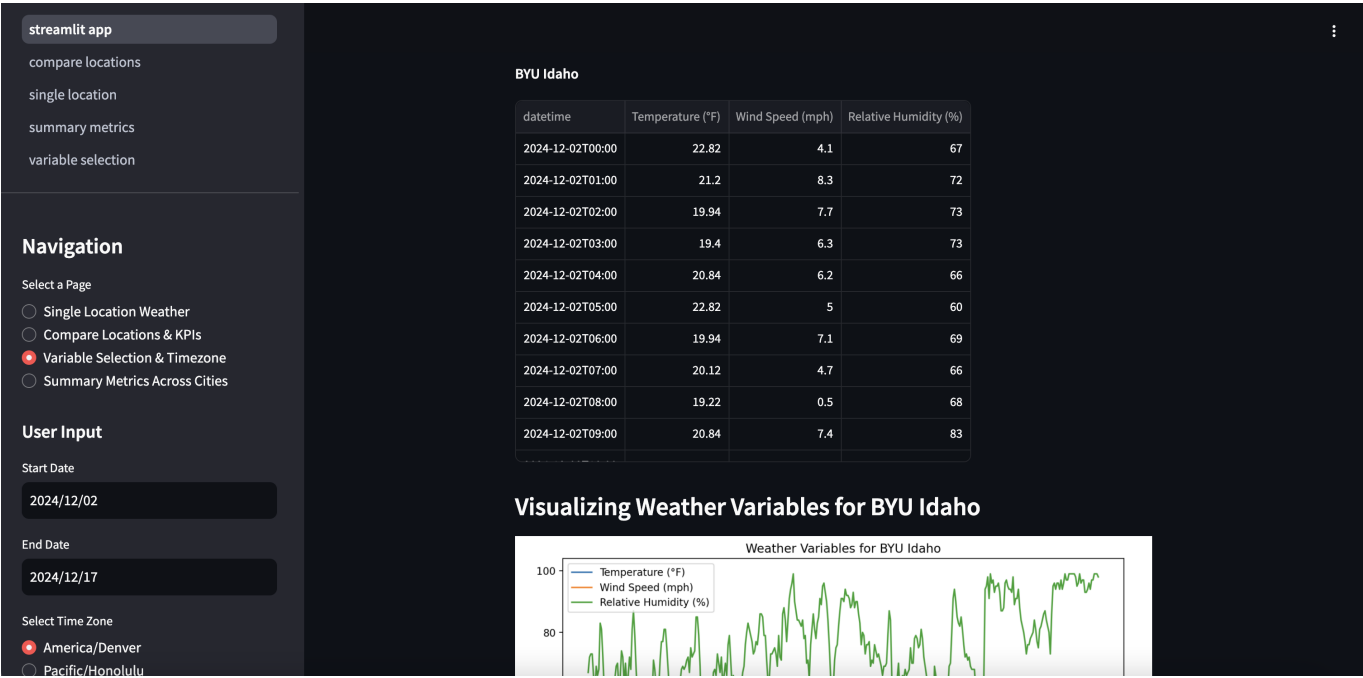 streamlit app
compare locations
single location
summary metrics
variable selection
Navigation
Select a Page
Single Location Weather
Compare Locations & KPIs
Variable Selection & Timezone
Summary Metrics Across Cities
User Input
Start Date
2024/12/02
End Date
2024/12/17
Select Time Zone
America/Denver
Pacific/Honolulu
BYU Idaho
datetime Temperature (°F) Wind Speed (mph) Relative Humidity (%)
2024-12-02T00:00 22.82 4.1 67
2024-12-02T01:00 21.2 8.3 72
2024-12-02T02:00 19.94 7.7 73
2024-12-02T03:00 19.4 6.3 73
2024-12-02T04:00 20.84 6.2 66
2024-12-02T05:00 22.82 5 60
2024-12-02T06:00 19.94 7.1 69
2024-12-02T07:00 20.12 4.7 66
2024-12-02T08:00 19.22 0.5 68
2024-12-02T09:00 20.84 7.4 83
Visualizing Weather Variables for BYU Idaho
Weather Variables for BYU Idaho
100
Temperature (°F)
Wind Speed (mph)
Relative Humidity (%)
80